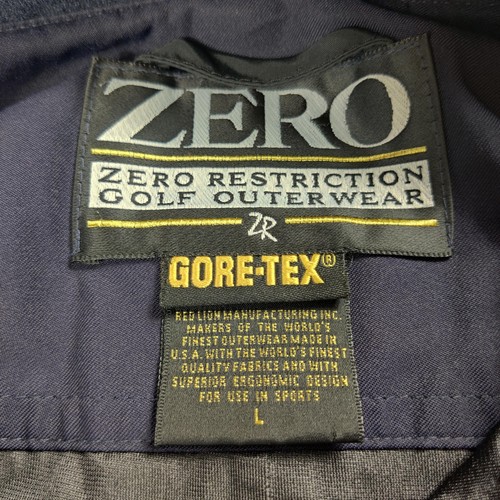 ZERO
ZERO RESTRICTION
GOLF OUTERWEAR
ZR
GORE-TEX®
RED LION MANUFACTURING INC.
MAKERS OF THE WORLD'S
FINEST OUTERWEAR MADE IN
U.S.A. WITH THE WORLD'S FINEST
QUALITY FABRICS AND WITH
SUPERIOR ERGONOMIC DESIGN
FOR USE IN SPORTS
L